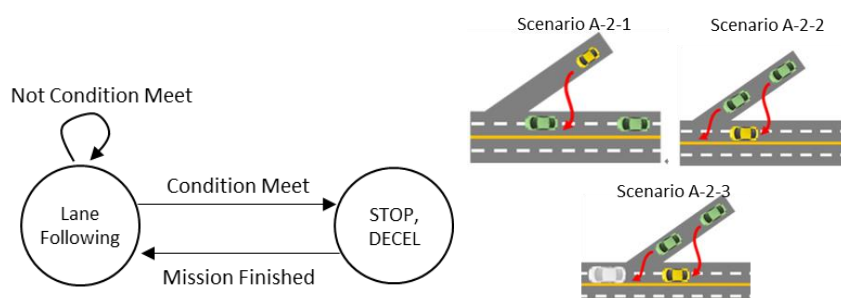 Scenario A-2-1
Scenario A-2-2
Not Condition Meet
Condition Meet
Lane
Following
STOP,
DECEL
Mission Finished
Scenario A-2-3